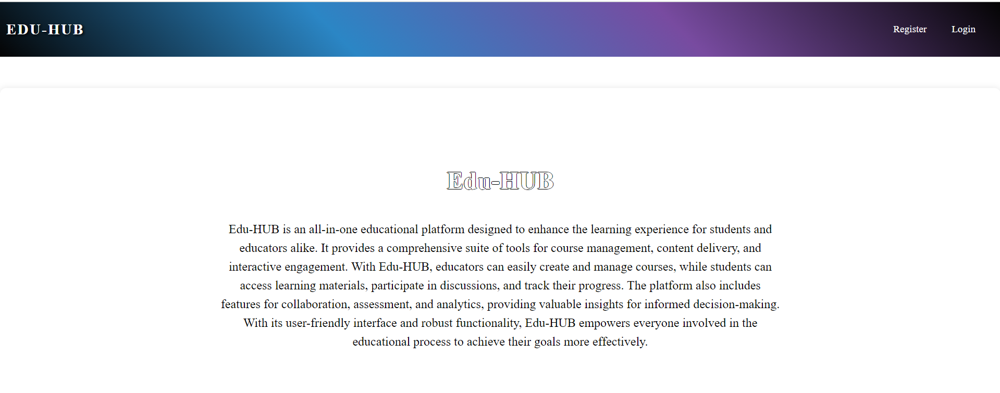 EDU-HUB
Register
Login
Edu-HUB
Edu-HUB is an all-in-one educational platform designed to enhance the learning experience for students and
educators alike. It provides a comprehensive suite of tools for course management, content delivery, and
interactive engagement. With Edu-HUB, educators can easily create and manage courses, while students can
access learning materials, participate in discussions, and track their progress. The platform also includes
features for collaboration, assessment, and analytics, providing valuable insights for informed decision-making.
With its user-friendly interface and robust functionality, Edu-HUB empowers everyone involved in the
educational process to achieve their goals more effectively.